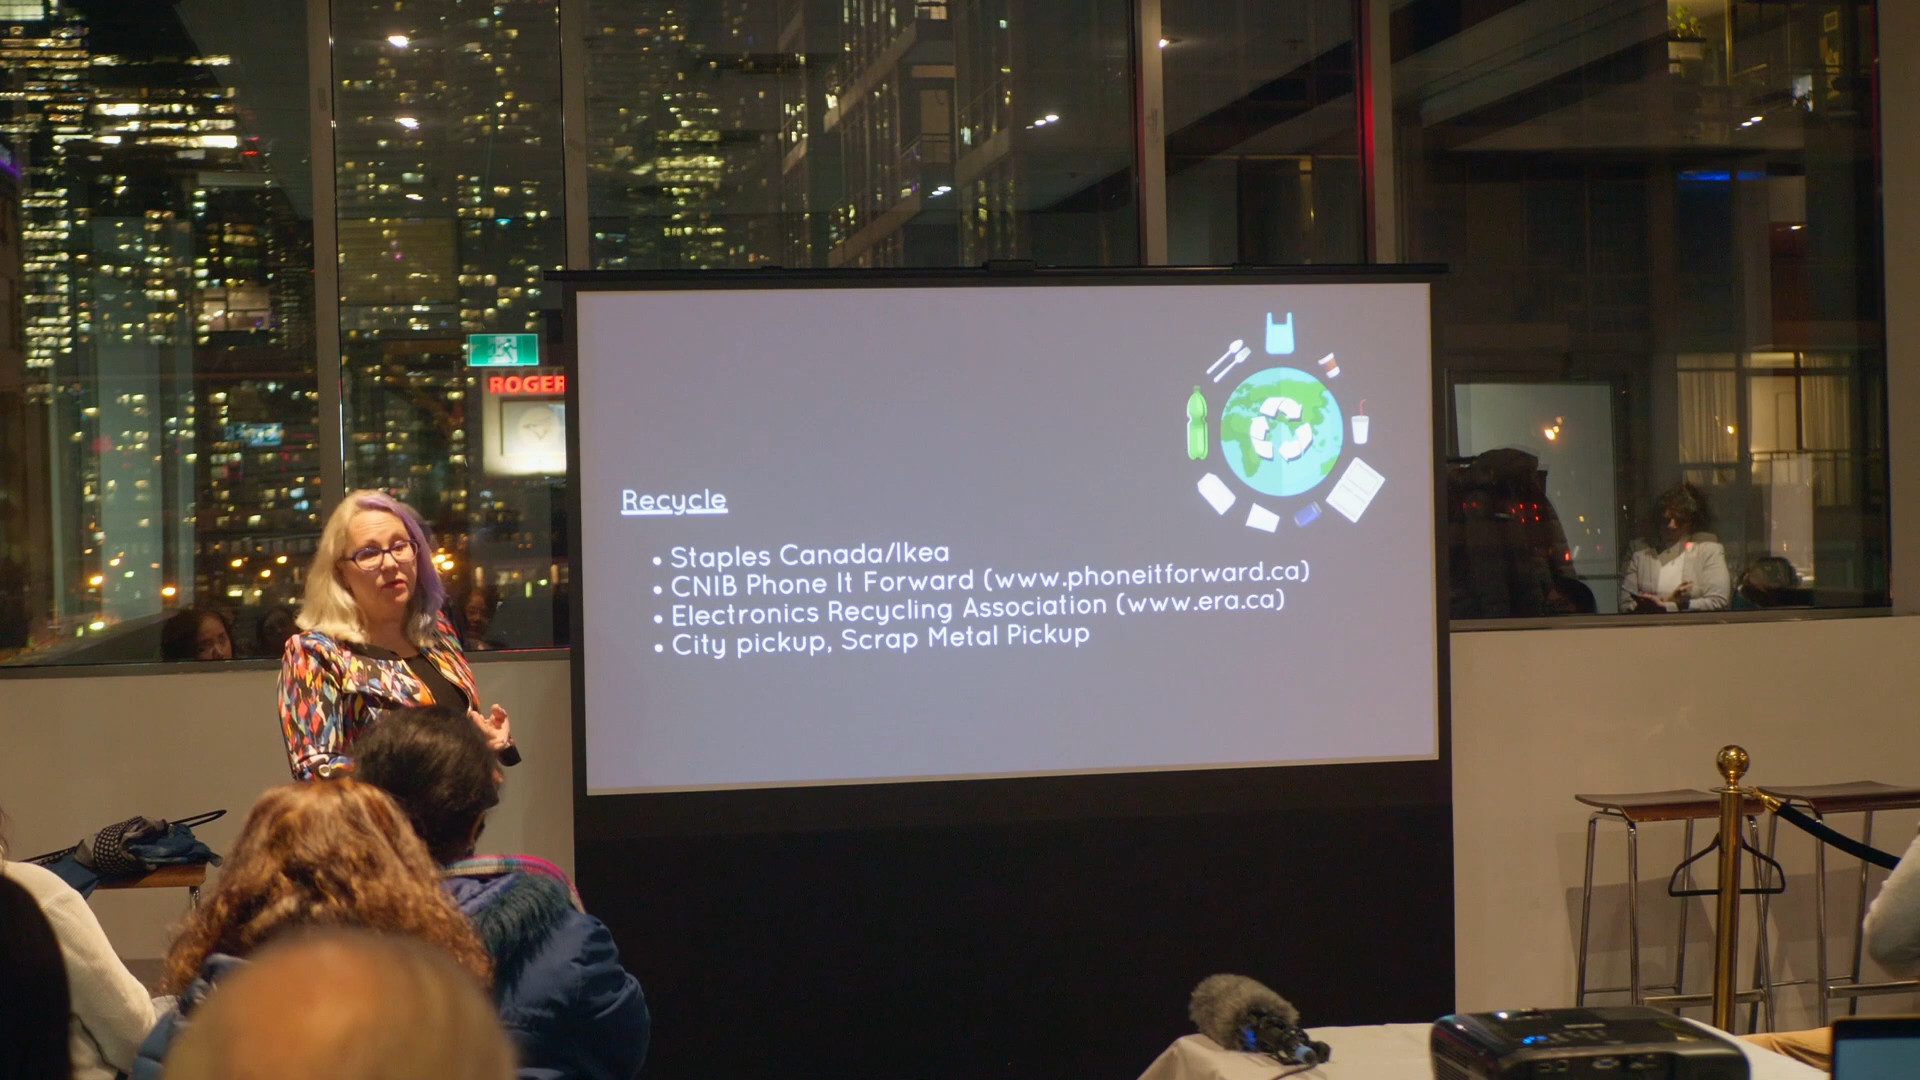 ROGER
Recycle
• Staples Canada/Ikea
• CNIB Phone It Forward (www.phoneitforward.ca)
• Electronics Recycling Association (www.era.ca)
• City pickup, Scrap Metal Pickup